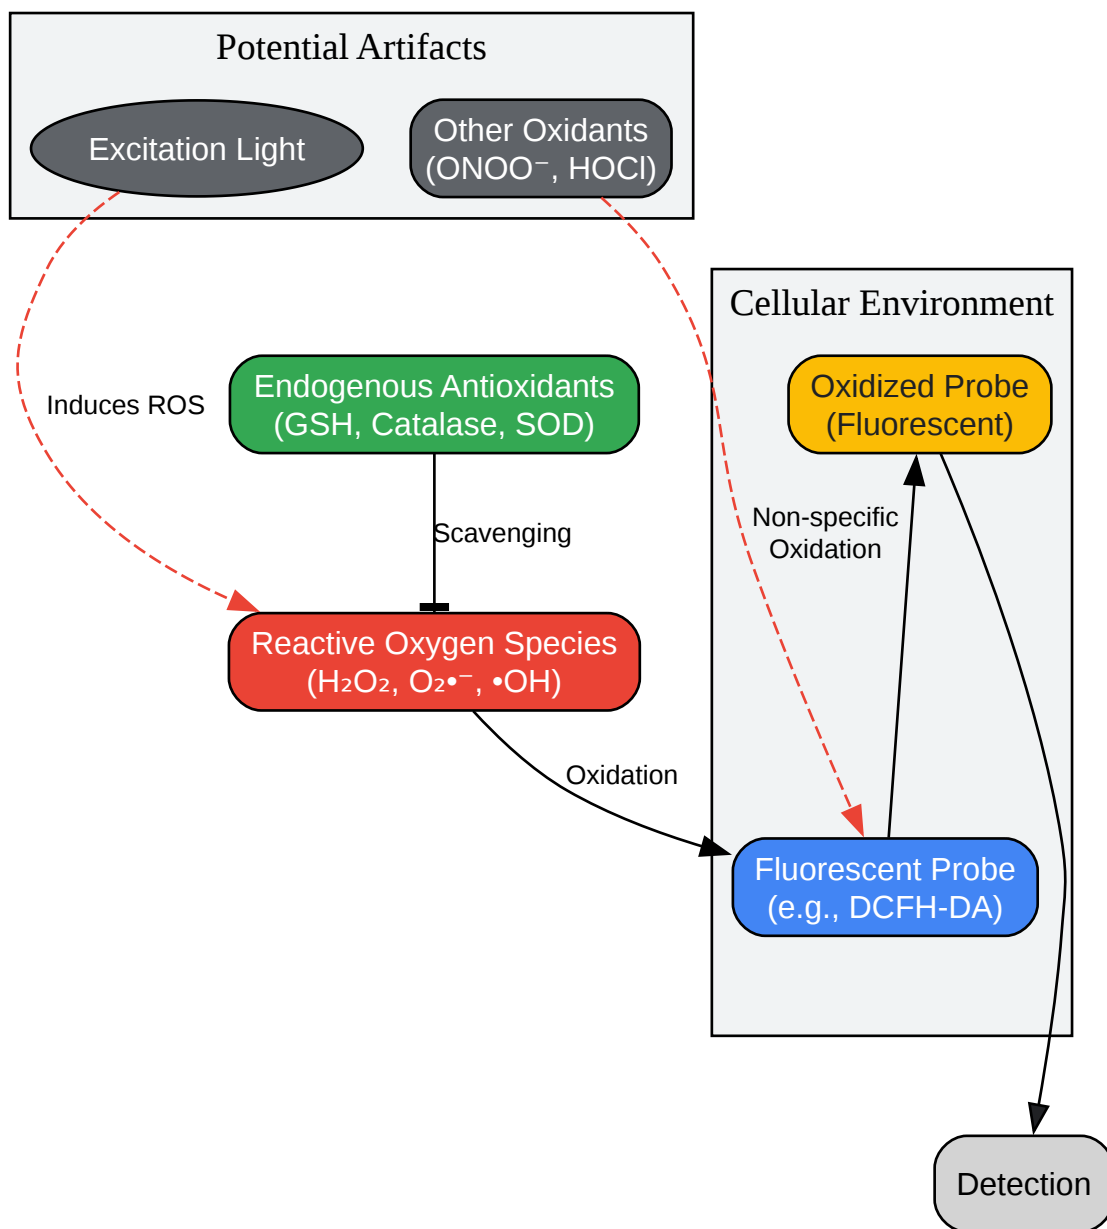 Potential Artifacts
Excitation Light
Other Oxidants
(ONOO⁻, HOCl)
Cellular Environment
Induces ROS
Endogenous Antioxidants
(GSH, Catalase, SOD)
Oxidized Probe
(Fluorescent)
Scavenging
Non-specific
Oxidation
Reactive Oxygen Species
(H₂O₂, O₂•⁻, •OH)
Oxidation
Fluorescent Probe
(e.g., DCFH-DA)
Detection